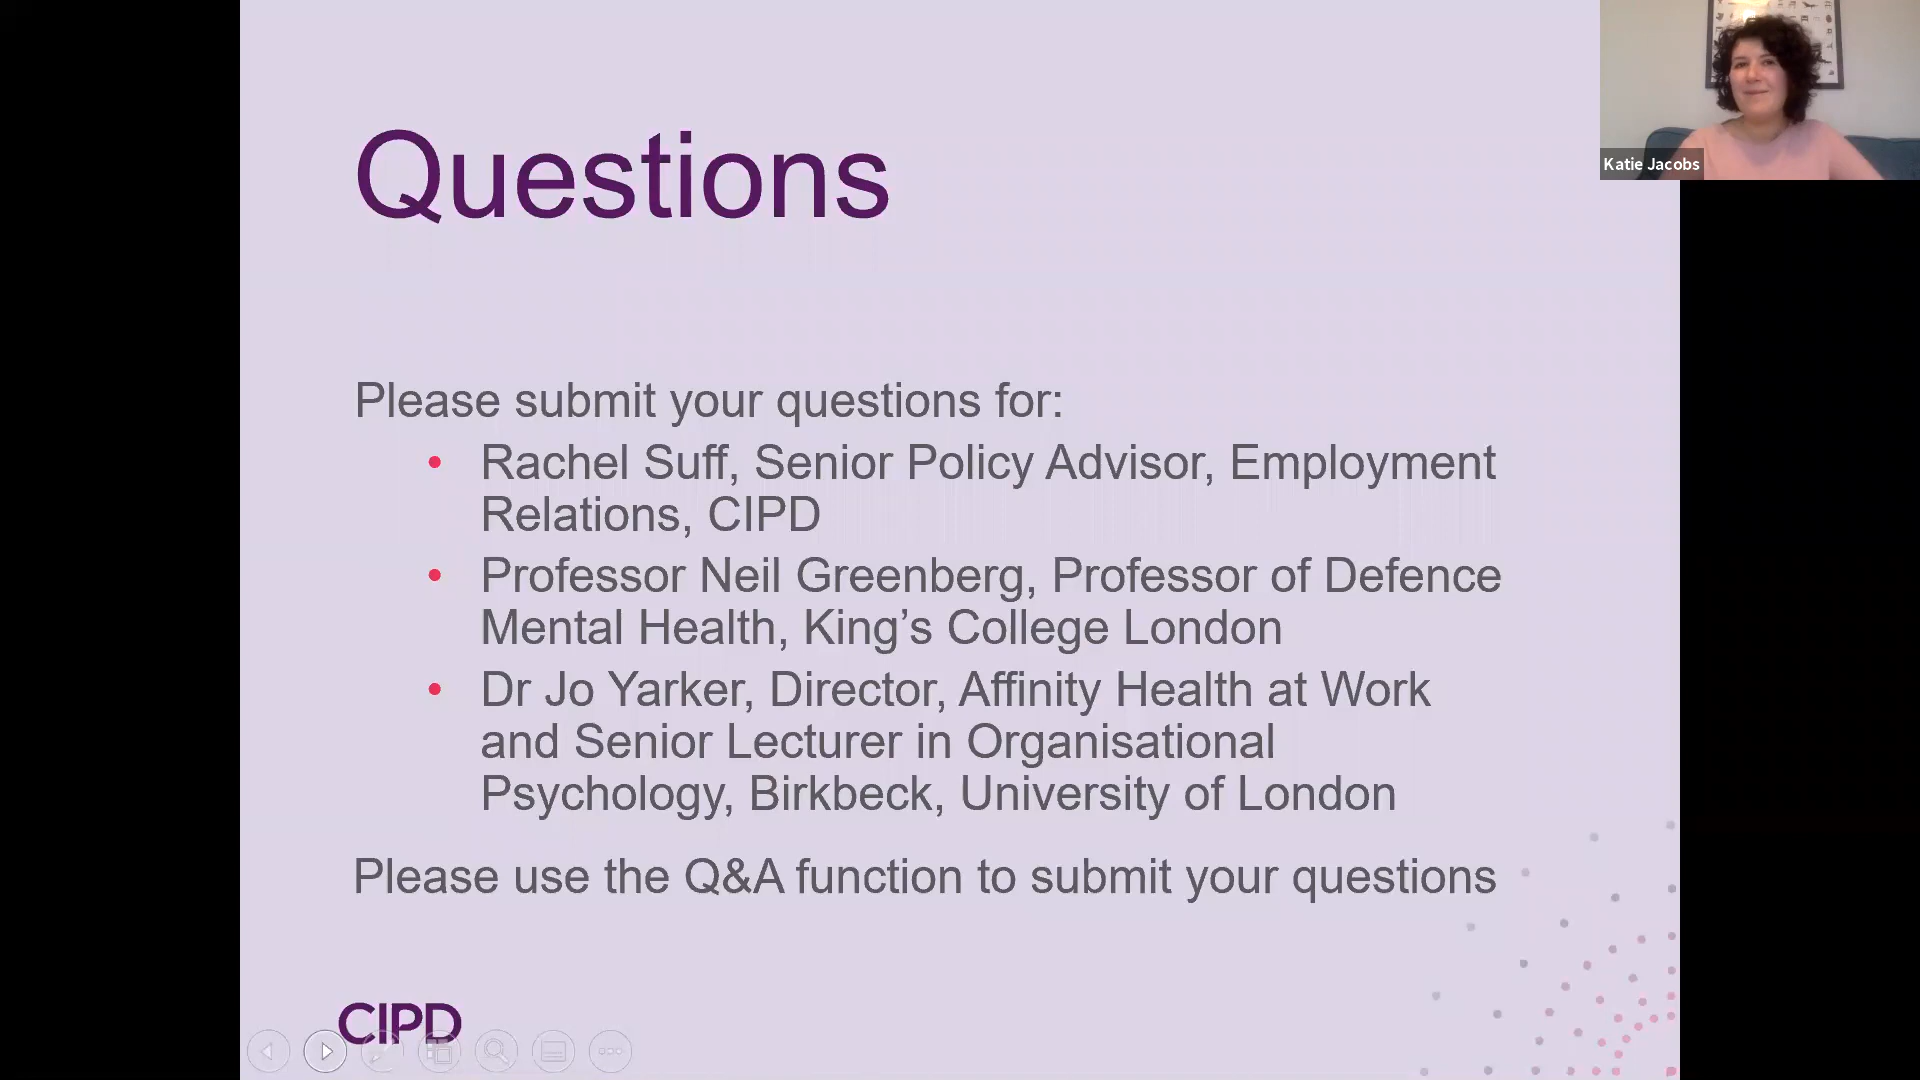 Questions
Katie Jacobs
Please submit your questions for:
• Rachel Suff, Senior Policy Advisor, Employment
Relations, CIPD
• Professor Neil Greenberg, Professor of Defence
Mental Health, King’s College London
• Dr Jo Yarker, Director, Affinity Health at Work
and Senior Lecturer in Organisational
Psychology, Birkbeck, University of London
Please use the Q&A function to submit your questions
CIPD